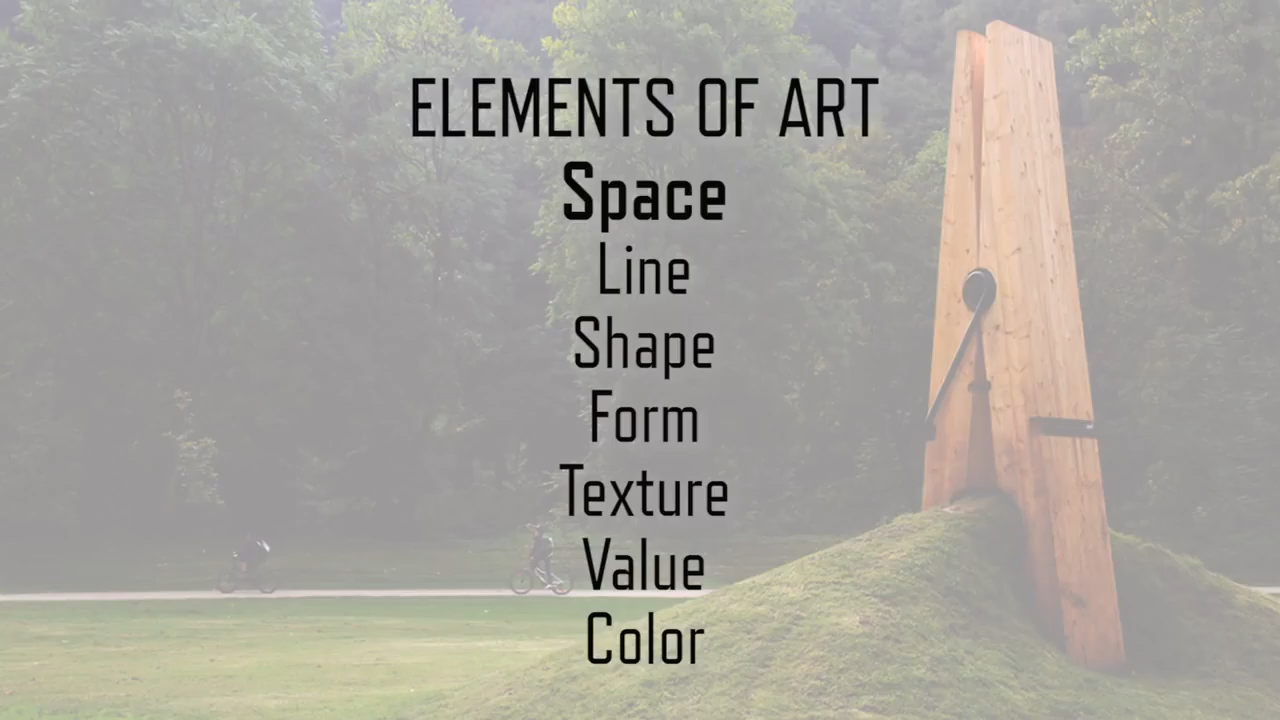 ELEMENTS OF ART
Space
Line
Shape
Form
Texture
Value
Color